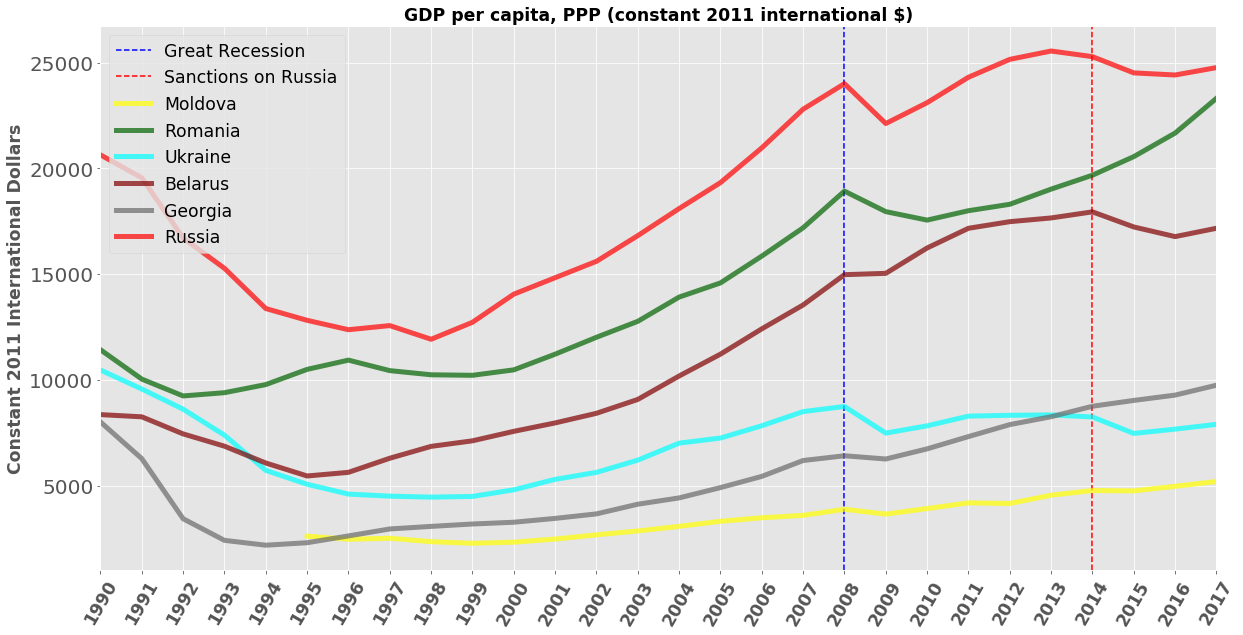 GDP per capita, PPP (constant 2011 international $)
Great Recession
Sanctions on Russia
Moldova
Romania
Ukraine
Belarus
Georgia
Russia
Constant 2011 International Dollars
25000
20000
15000
10000
5000
1990 1991 1992 1993 1994 1995 1996 1997 1998 1999 2000 2001 2002 2003 2004 2005 2006 2007 2008 2009 2010 2011 2012 2013 2014 2015 2016 2017